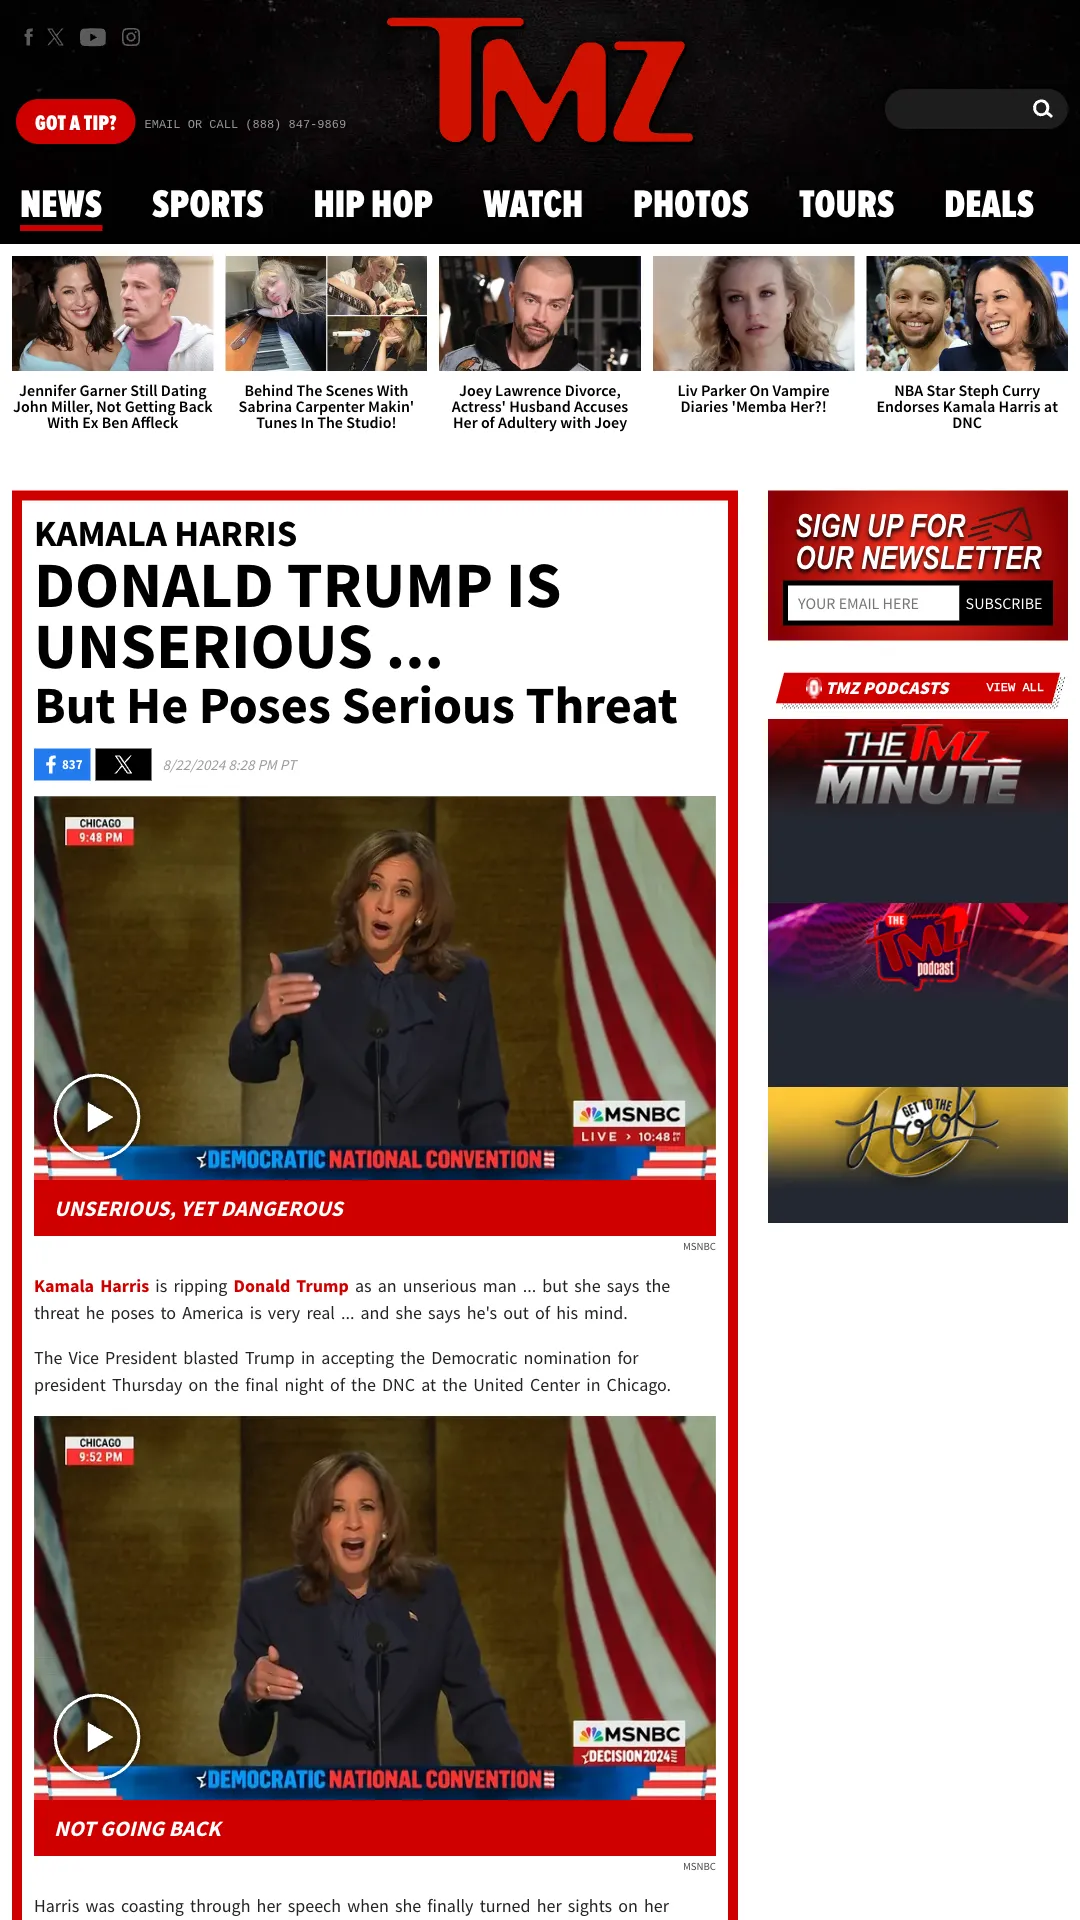 TMZ
GOT A TIP?
EMAIL OR CALL (888) 847-9869
NEWS
SPORTS
HIP HOP
WATCH
PHOTOS
TOURS
DEALS
Jennifer Garner Still Dating
John Miller, Not Getting Back
With Ex Ben Affleck
Behind The Scenes With
Sabrina Carpenter Makin'
Tunes In The Studio!
Joey Lawrence Divorce,
Actress' Husband Accuses
Her of Adultery with Joey
Liv Parker On Vampire
Diaries 'Memba Her?!
NBA Star Steph Curry
Endorses Kamala Harris at
DNC
KAMALA HARRIS
DONALD TRUMP IS
UNSERIOUS ...
But He Poses Serious Threat
837
8/22/2024 8:28 PM PT
CHICAGO
9:48 PM
MSNBC
LIVE > 10:48 PM ET
DEMOCRATIC NATIONAL CONVENTION
UNSERIOUS, YET DANGEROUS
MSNBC
Kamala Harris is ripping Donald Trump as an unserious man ... but she says the
threat he poses to America is very real ... and she says he's out of his mind.
The Vice President blasted Trump in accepting the Democratic nomination for
president Thursday on the final night of the DNC at the United Center in Chicago.
CHICAGO
9:52 PM
MSNBC
DECISION 2024
DEMOCRATIC NATIONAL CONVENTION
NOT GOING BACK
MSNBC
Harris was coasting through her speech when she finally turned her sights on her
SIGN UP FOR
OUR NEWSLETTER
YOUR EMAIL HERE
SUBSCRIBE
TMZ PODCASTS
VIEW ALL
THE TMZ
MINUTE
THE
TMZ
podcast
GET TO THE
Hook